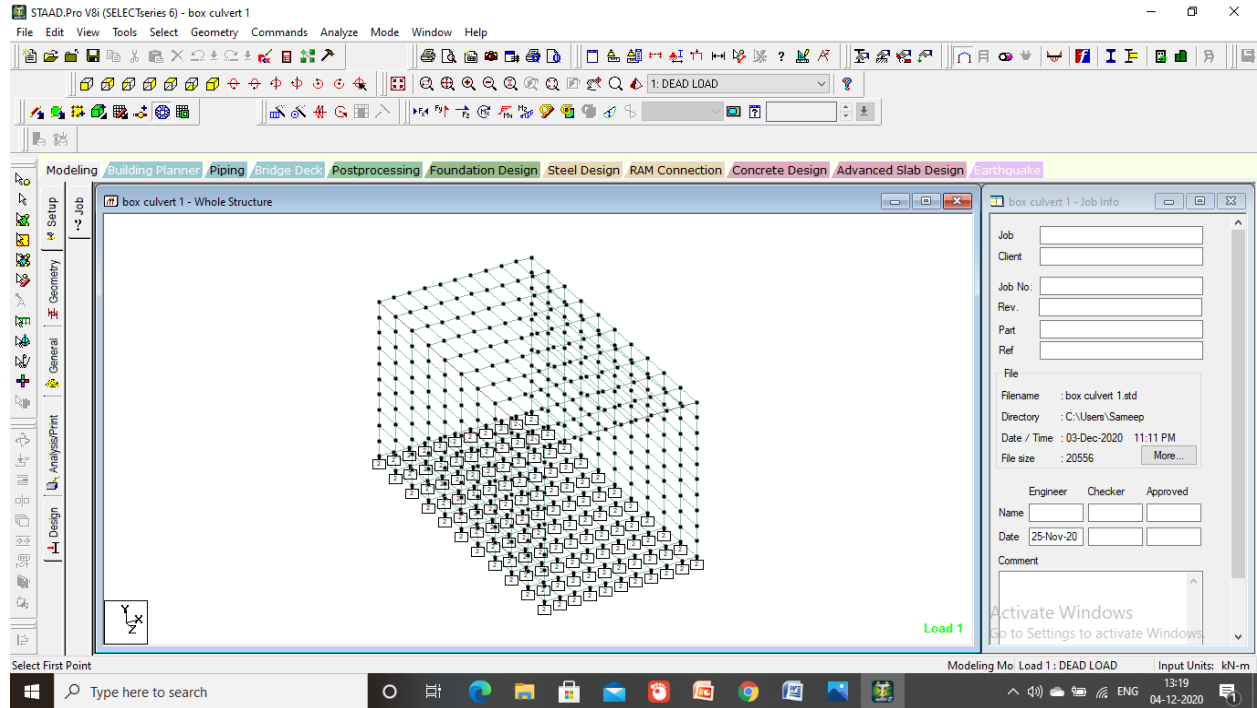 STAAD.Pro V8i (SELECTseries 6) - box culvert 1
File Edit View Tools Select Geometry Commands Analyze Mode Window Help
1: DEAD LOAD
Modeling Building Planner Piping Bridge Deck Postprocessing Foundation Design Steel Design RAM Connection Concrete Design Advanced Slab Design Earthquake
Setup
Geometry
General
Analysis/Print
Design
? Job
box culvert 1 - Whole Structure
Y
X
Z
Load 1
box culvert 1 - Job Info
Job
Client
Job No.
Rev.
Part
Ref
File
Filename : box culvert 1.std
Directory : C:\Users\Sameep
Date / Time : 03-Dec-2020 11:11 PM
File size : 20556 More...
Engineer Checker Approved
Name
Date 25-Nov-20
Comment
Activate Windows
Go to Settings to activate Windows.
Select First Point Modeling Mo Load 1 : DEAD LOAD Input Units: kN-m
Type here to search ENG 13:19
04-12-2020